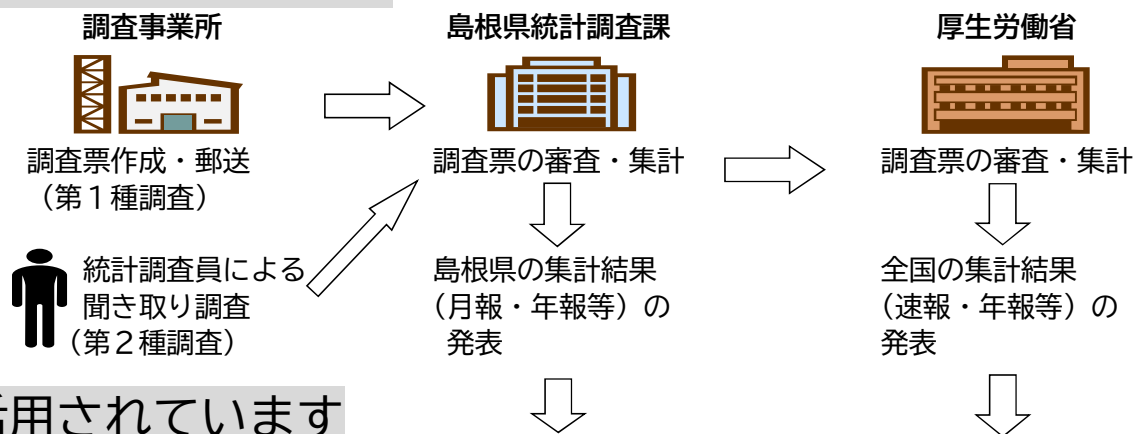 調査事業所
調査票作成・郵送
（第１種調査）
統計調査員による
聞き取り調査
（第２種調査）
島根県統計調査課
調査票の審査・集計
島根県の集計結果
（月報・年報等）の
発表
厚生労働省
調査票の審査・集計
全国の集計結果
（速報・年報等）の
発表
活用されています